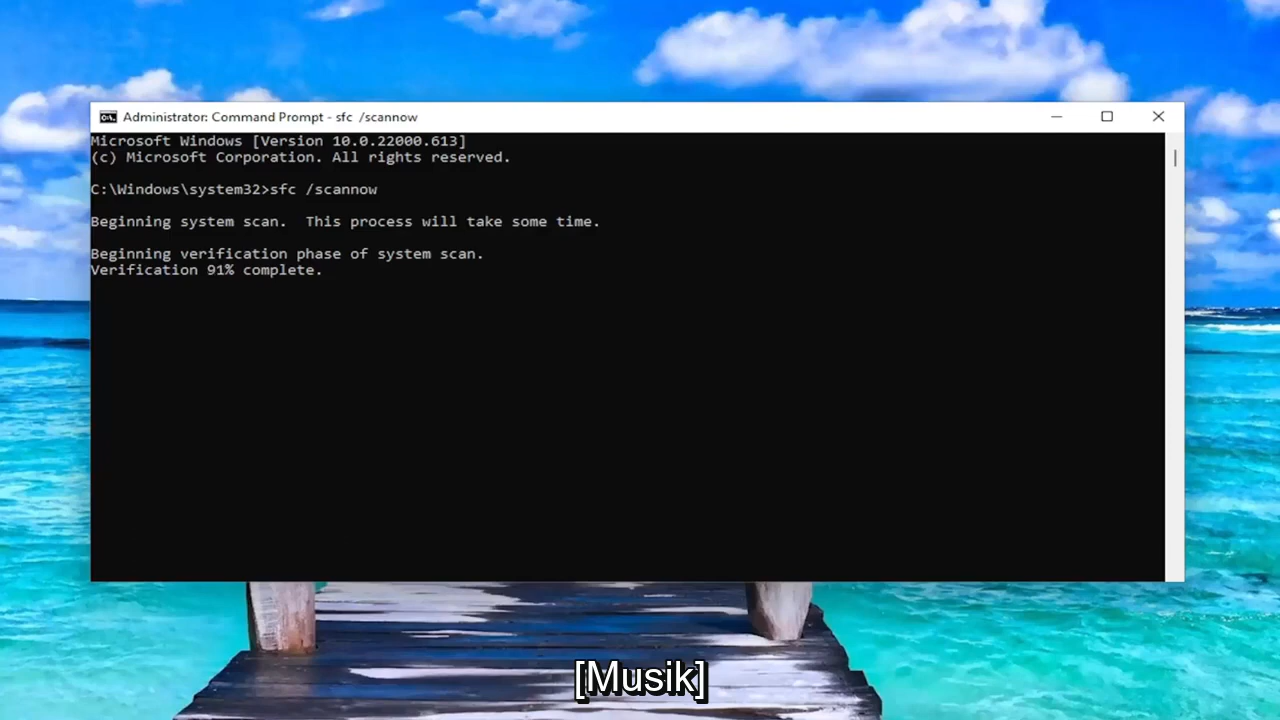 Administrator: Command Prompt - sfc  /scannow
Microsoft Windows [Version 10.0.22000.613]
(c) Microsoft Corporation. All rights reserved.
C:\Windows\system32>sfc /scannow
Beginning system scan.  This process will take some time.
Beginning verification phase of system scan.
Verification 91% complete.
[Musik]